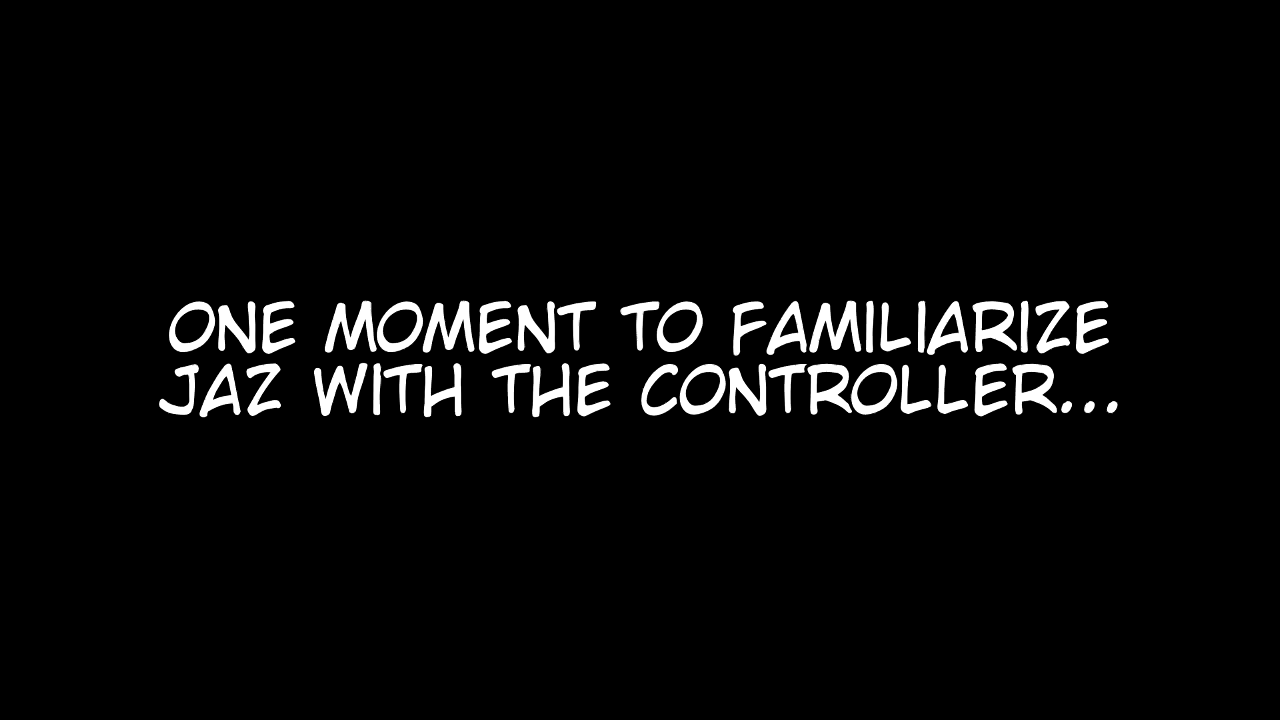 ONE MOMENT TO FAMILIARIZE
JAZ WITH THE CONTROLLER...